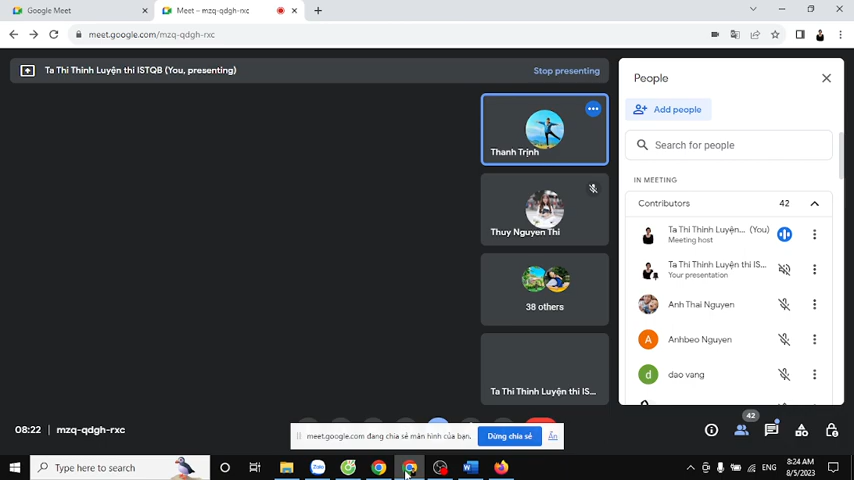 Google Meet
Meet – mzq-qdgh-rxc
meet.google.com/mzq-qdgh-rxc
Ta Thi Thinh Luyện thi ISTQB (You, presenting)
Stop presenting
People
Add people
Search for people
IN MEETING
Contributors
42
Ta Thi Thinh Luyện... (You)
Meeting host
Ta Thi Thinh Luyện thi IS...
Your presentation
Anh Thai Nguyen
A
Anhbeo Nguyen
d
dao vang
Thanh Trịnh
Thuy Nguyen Thi
38 others
Ta Thi Thinh Luyện thi IS...
08:22
mzq-qdgh-rxc
meet.google.com đang chia sẻ màn hình của bạn.
Dừng chia sẻ
Ẩn
42
Type here to search
Zalo
ENG
8:24 AM
8/5/2023